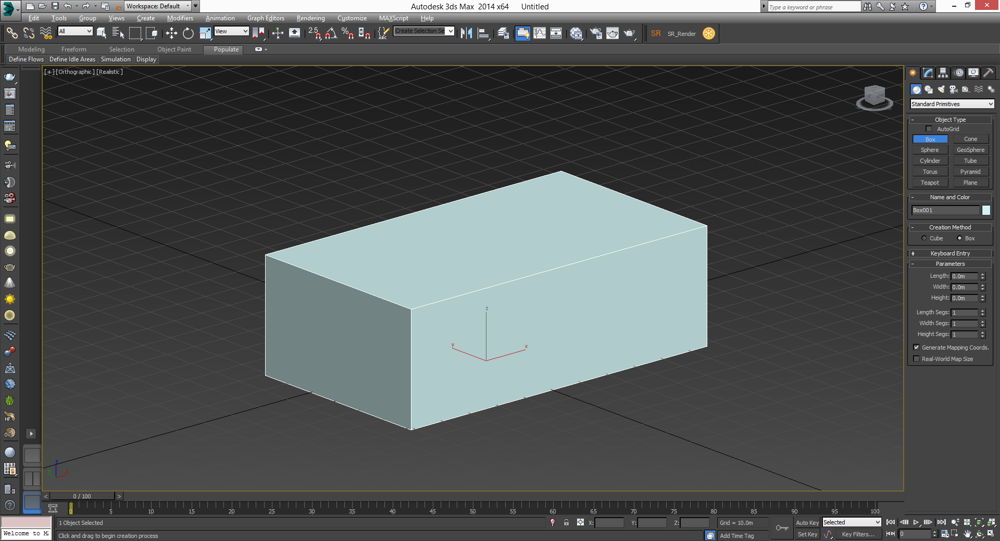 Workspace: Default
Autodesk 3ds Max 2014 x64 Untitled
Type a keyword or phrase
Edit Tools Group Views Create Modifiers Animation Graph Editors Rendering Customize MAXScript Help
All
View
2.5
%
ABC
Create Selection Se
SR SR_Render
Modeling Freeform Selection Object Paint Populate
Define Flows Define Idle Areas Simulation Display
[+] [Orthographic] [Realistic]
Standard Primitives
- Object Type
AutoGrid
Box Cone
Sphere GeoSphere
Cylinder Tube
Torus Pyramid
Teapot Plane
- Name and Color
Box001
- Creation Method
Cube Box
+ Keyboard Entry
- Parameters
Length: 0.0m
Width: 0.0m
Height: 0.0m
Length Segs: 1
Width Segs: 1
Height Segs: 1
Generate Mapping Coords.
Real-World Map Size
z
y x
HF
z
x
< 0 / 100 >
0 5 10 15 20 25 30 35 40 45 50 55 60 65 70 75 80 85 90 95 100
1 Object Selected X: Y: Z: Grid = 10.0m Auto Key Selected
Welcome to M
Click and drag to begin creation process Add Time Tag Set Key Key Filters... 0